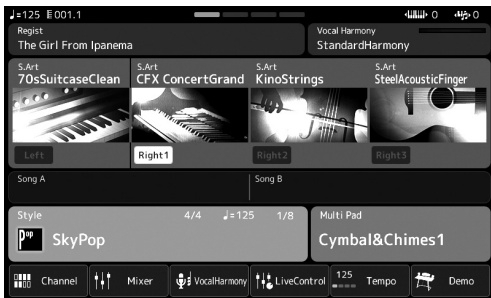 ♩=125 001.1
0 0
Regist
The Girl From Ipanema
Vocal Harmony
StandardHarmony
S.Art
70sSuitcaseClean
Left
S.Art
CFX ConcertGrand
Right1
S.Art
KinoStrings
Right2
S.Art
SteelAcousticFinger
Right3
Song A
Song B
Style 4/4 ♩=125 1/8
Pop
SkyPop
Multi Pad
Cymbal&Chimes1
Channel
Mixer
VocalHarmony
LiveControl
125
Tempo
Demo